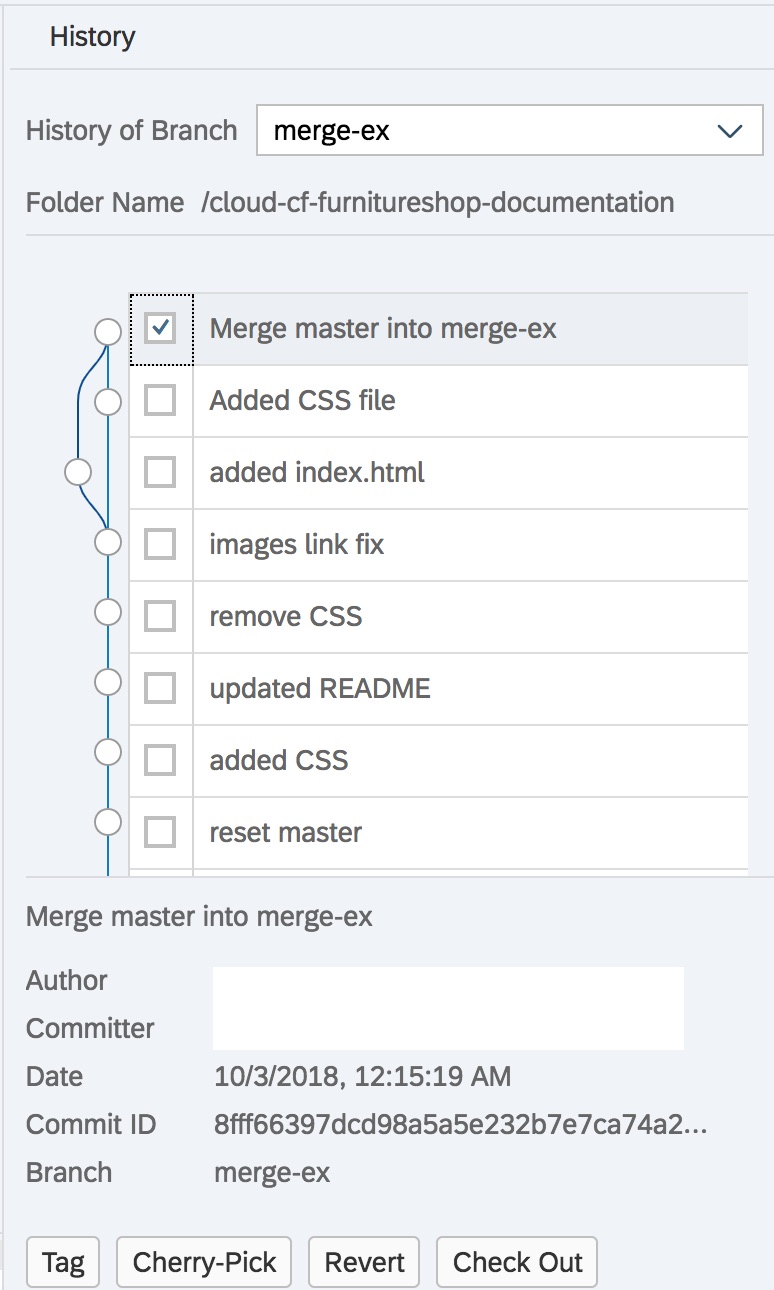 History
History of Branch merge-ex
Folder Name /cloud-cf-furnitureshop-documentation
Merge master into merge-ex
Added CSS file
added index.html
images link fix
remove CSS
updated README
added CSS
reset master
Merge master into merge-ex
Author
Committer
Date 10/3/2018, 12:15:19 AM
Commit ID 8fff66397dcd98a5a5e232b7e7ca74a2...
Branch merge-ex
Tag Cherry-Pick Revert Check Out